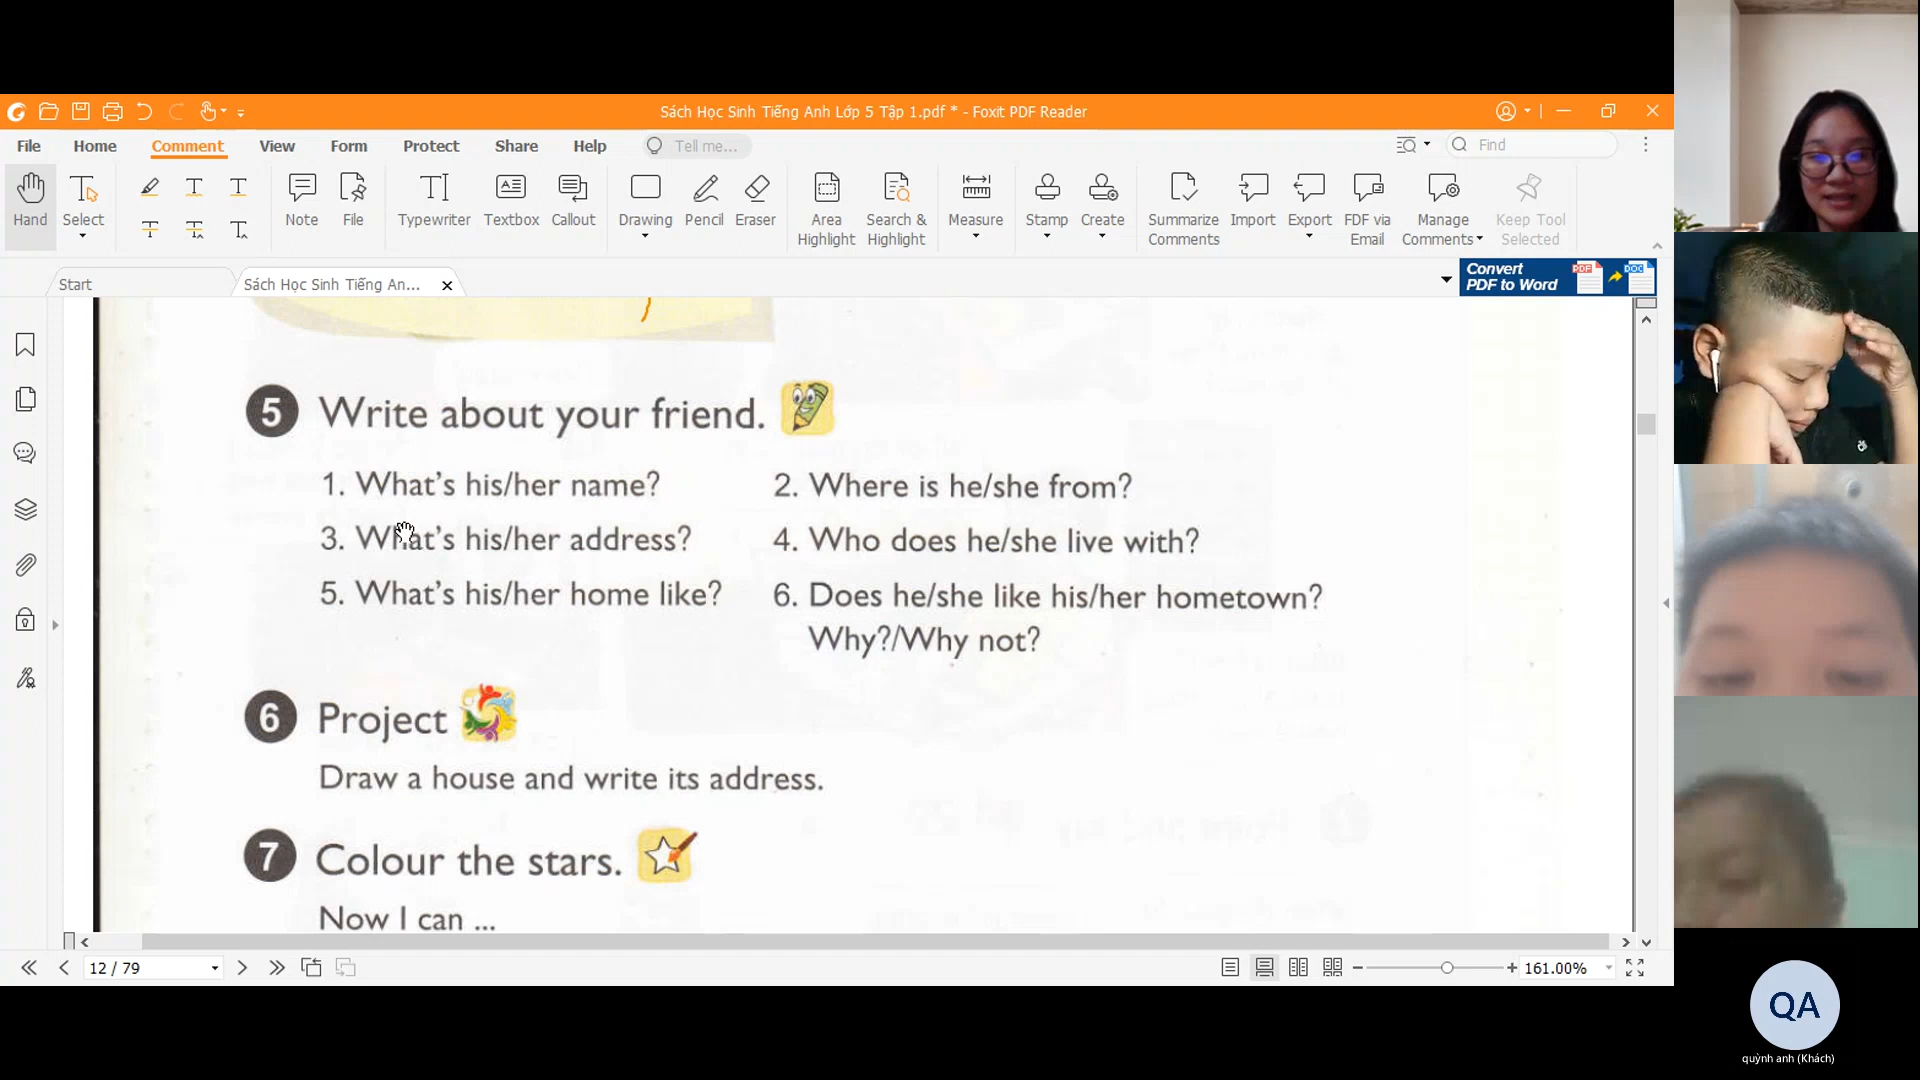 Sách Học Sinh Tiếng Anh Lớp 5 Tập 1.pdf * - Foxit PDF Reader
File Home Comment View Form Protect Share Help Tell me... Find
Hand Select Note File Typewriter Textbox Callout Drawing Pencil Eraser Area Highlight Search & Highlight Measure Stamp Create Summarize Comments Import Export FDF via Email Manage Comments Keep Tool Selected
Start Sách Học Sinh Tiếng An... Convert PDF to Word PDF DOC
5 Write about your friend.
1. What's his/her name? 2. Where is he/she from?
3. What's his/her address? 4. Who does he/she live with?
5. What's his/her home like? 6. Does he/she like his/her hometown?
Why?/Why not?
6 Project
Draw a house and write its address.
7 Colour the stars.
Now I can ...
12 / 79 161.00%
QA
quỳnh anh (Khách)